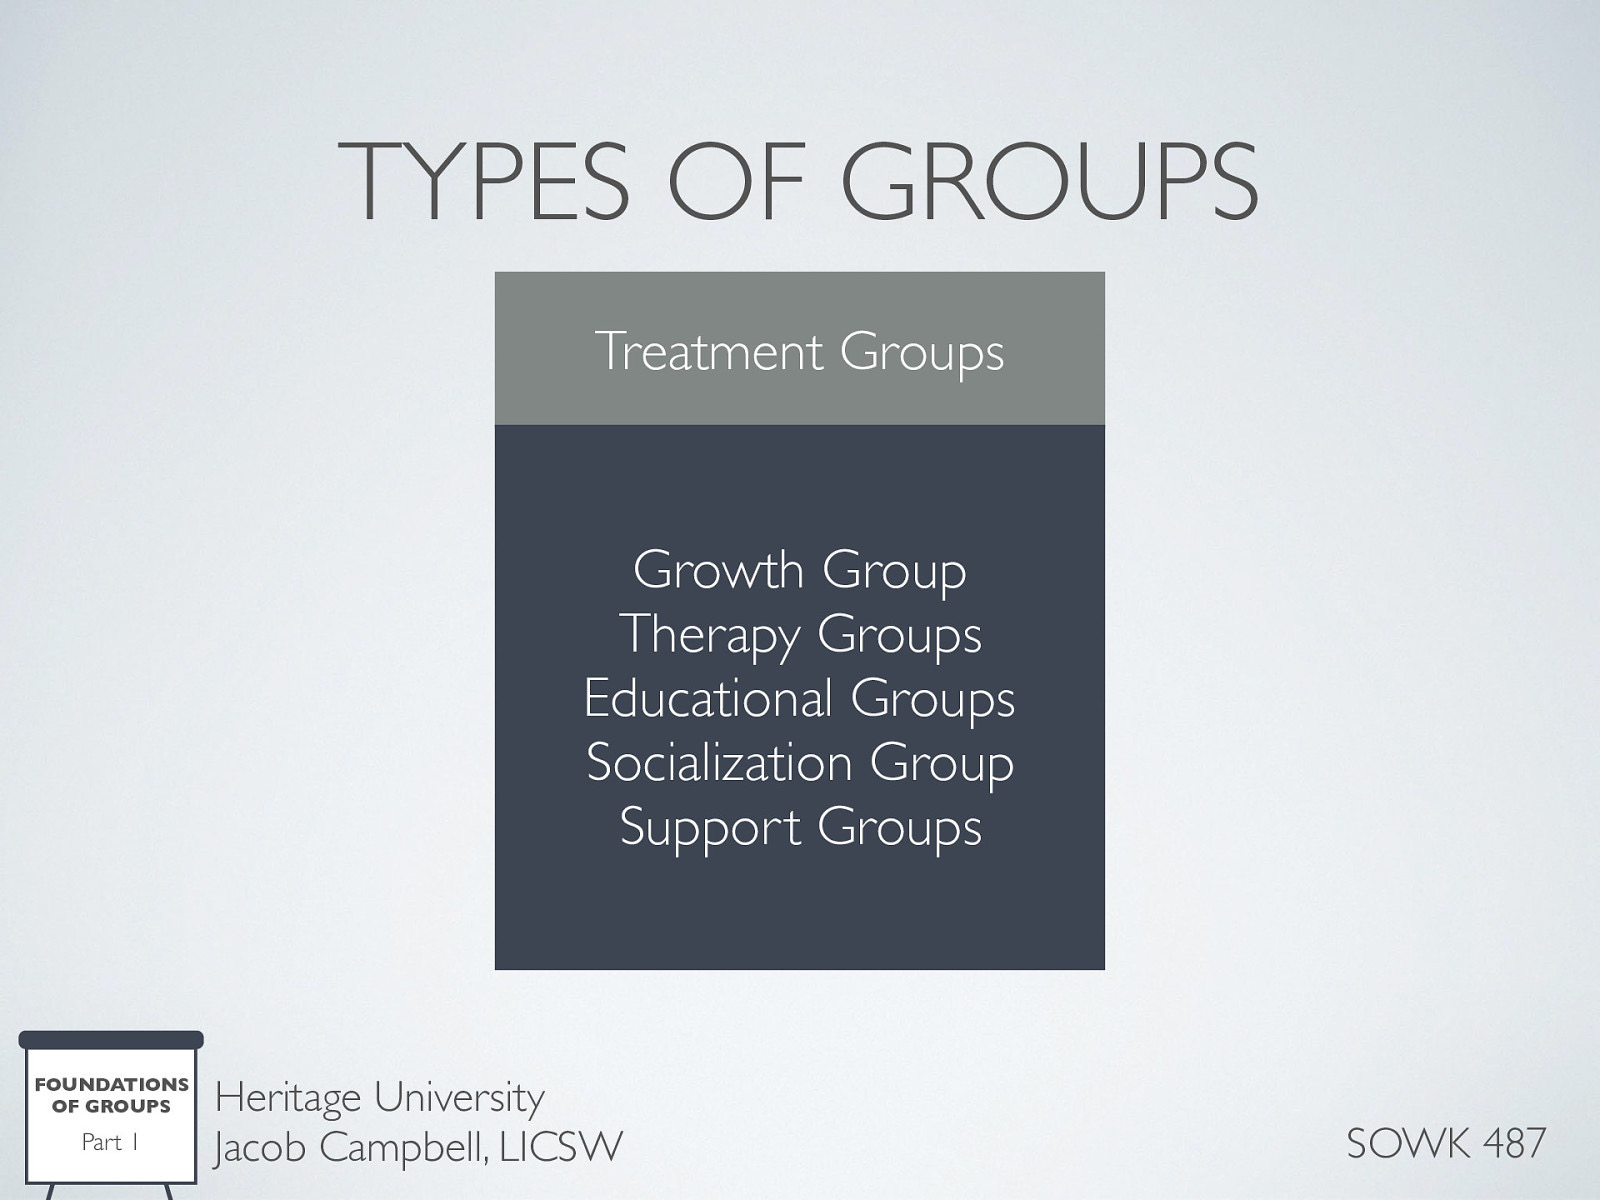 TYPES OF GROUPS
Treatment Groups
Growth Group
Therapy Groups
Educational Groups
Socialization Group
Support Groups
FOUNDATIONS
OF GROUPS
Part 1
Heritage University
Jacob Campbell, LICSW
SOWK 487